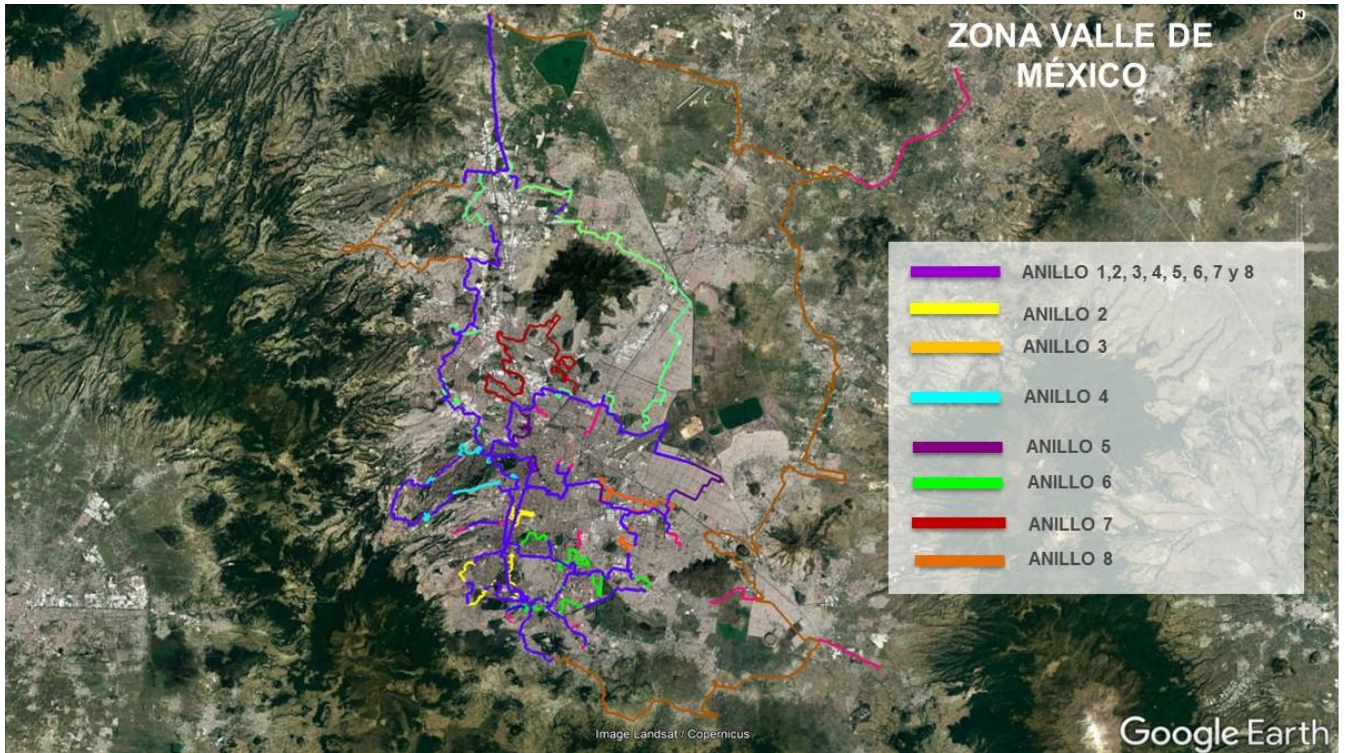 N
ZONA VALLE DE
MÉXICO
ANILLO 1,2, 3, 4, 5, 6, 7 y 8
ANILLO 2
ANILLO 3
ANILLO 4
ANILLO 5
ANILLO 6
ANILLO 7
ANILLO 8
Image Landsat / Copernicus
Google Earth